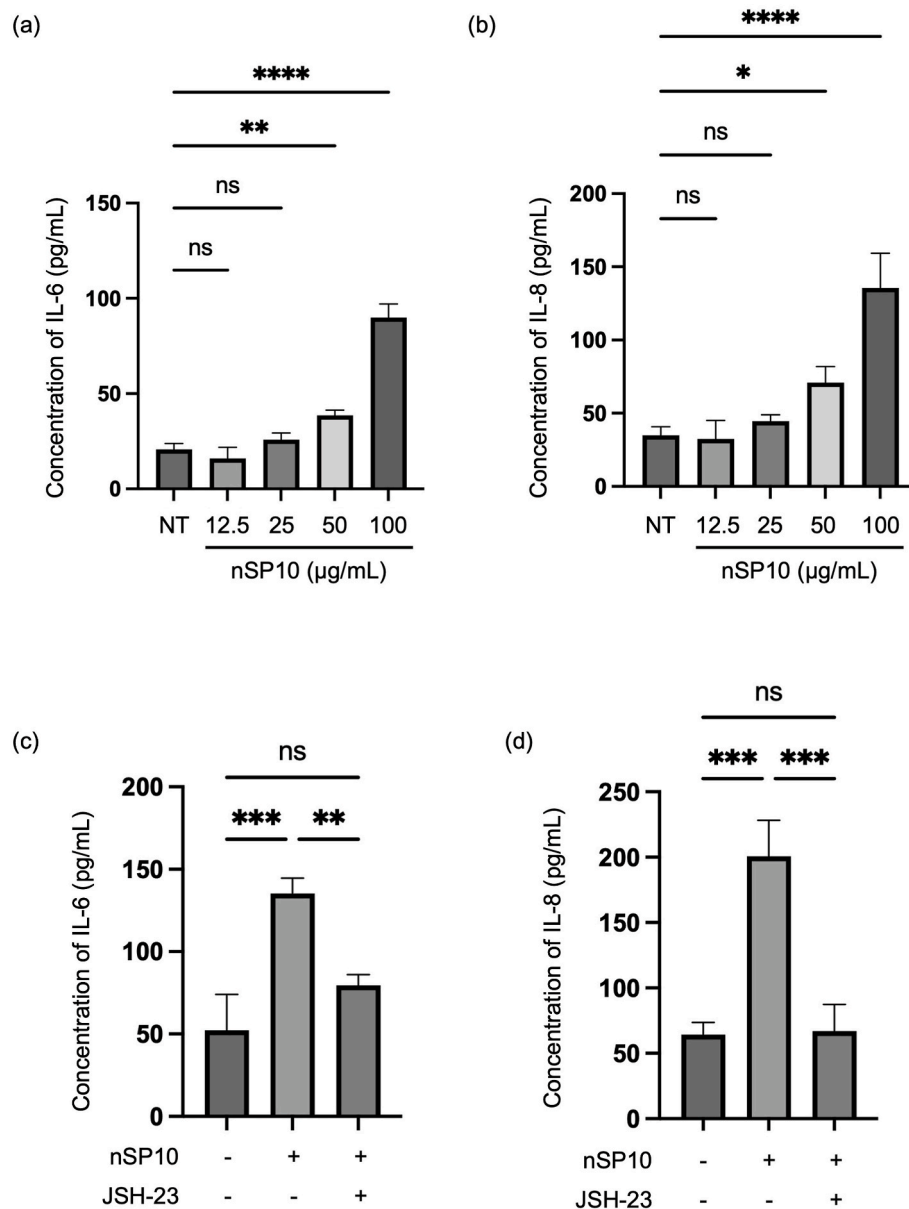 (a)
****
**
ns
ns
Concentration of IL-6 (pg/mL)
150
100
50
0
NT 12.5 25 50 100
nSP10 (µg/mL)
(b)
****
*
ns
ns
Concentration of IL-8 (pg/mL)
200
150
100
50
0
NT 12.5 25 50 100
nSP10 (µg/mL)
(c)
ns
*** **
Concentration of IL-6 (pg/mL)
200
150
100
50
0
nSP10 - + +
JSH-23 - - +
(d)
ns
*** ***
Concentration of IL-8 (pg/mL)
250
200
150
100
50
0
nSP10 - + +
JSH-23 - - +